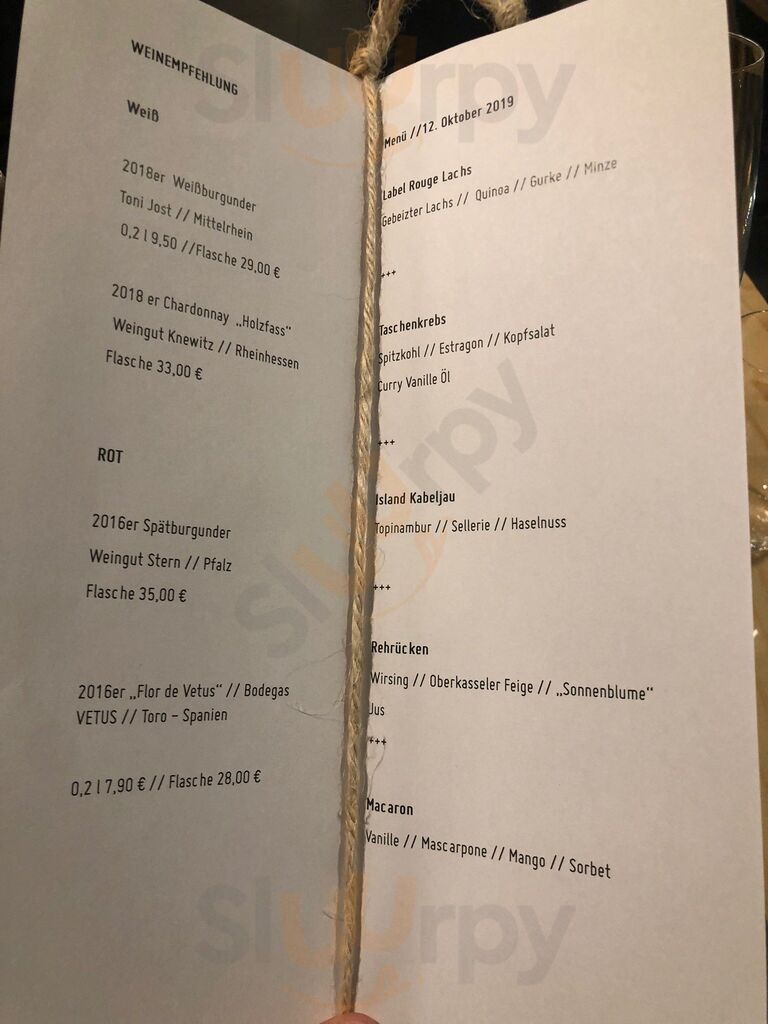 WEINEMPFEHLUNG
Weiß
2018er Weißburgunder
Toni Jost // Mittelrhein
0,2 l 9,50 //Flasche 29,00 €
2018 er Chardonnay „Holzfass“
Weingut Knewitz // Rheinhessen
Flasche 33,00 €
ROT
2016er Spätburgunder
Weingut Stern // Pfalz
Flasche 35,00 €
2016er „Flor de Vetus“ // Bodegas
VETUS // Toro – Spanien
0,2 l 7,90 € // Flasche 28,00 €
Menü //12. Oktober 2019
Label Rouge Lachs
Gebeizter Lachs // Quinoa // Gurke // Minze
+++
Taschenkrebs
Spitzkohl // Estragon // Kopfsalat
Curry Vanille Öl
+++
Island Kabeljau
Topinambur // Sellerie // Haselnuss
+++
Rehrücken
Wirsing // Oberkasseler Feige // „Sonnenblume“
Jus
+++
Macaron
Vanille // Mascarpone // Mango // Sorbet
Slurpy
Slurpy
Slurpy